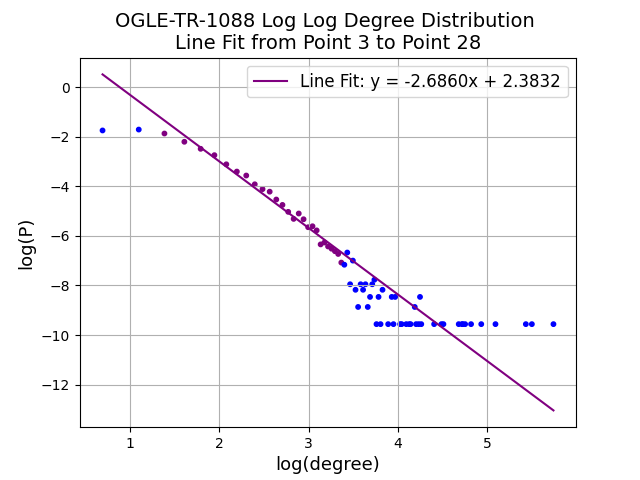 OGLE-TR-1088 Log Log Degree Distribution
Line Fit from Point 3 to Point 28
Line Fit: y = -2.6860x + 2.3832
log(P)
0
−2
−4
−6
−8
−10
−12
1 2 3 4 5
log(degree)